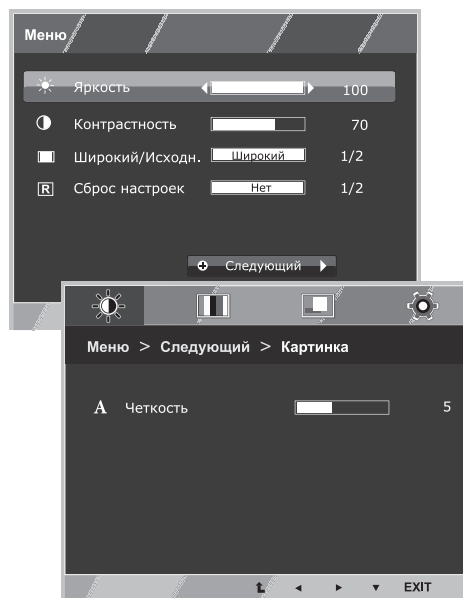 Меню
Яркость 100
Контрастность 70
Широкий/Исходн. Широкий 1/2
R Сброс настроек Нет 1/2
Следующий
Меню > Следующий > Картинка
A Четкость 5
EXIT